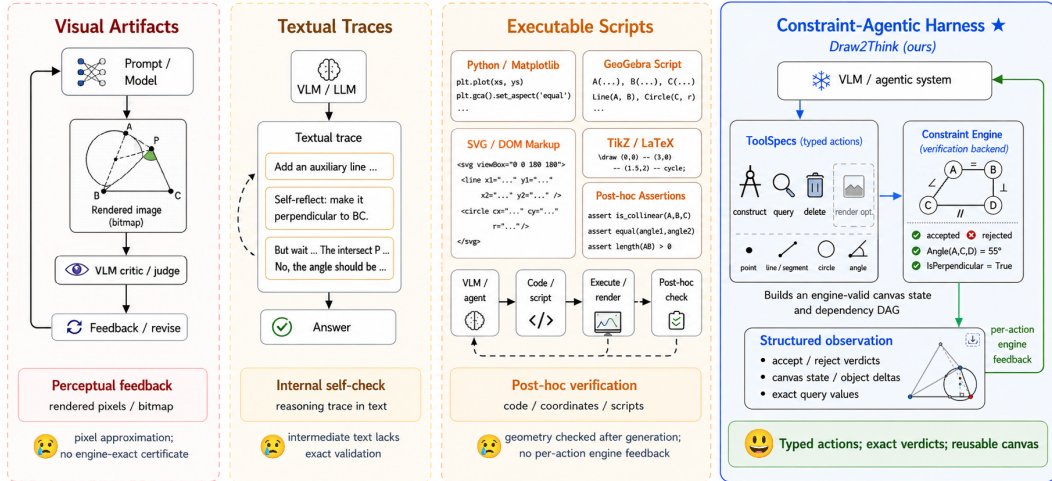 Visual Artifacts
Prompt /
Model
A
P
B
C
Rendered image
(bitmap)
VLM critic / judge
Feedback / revise
Perceptual feedback
rendered pixels / bitmap
pixel approximation;
no engine-exact certificate
Textual Traces
VLM / LLM
Textual trace
Add an auxiliary line ...
Self-reflect: make it
perpendicular to BC.
But wait ... The intersect P ...
No, the angle should be ...
Answer
Internal self-check
reasoning trace in text
intermediate text lacks
exact validation
Executable Scripts
Python / Matplotlib
plt.plot(xs, ys)
plt.gca().set_aspect('equal')
...
GeoGebra Script
A(...), B(...), C(...)
Line(A, B), Circle(C, r)
...
SVG / DOM Markup
<svg viewBox="0 0 180 180">
<line x1="..." y1="..."
x2="..." y2="..." />
<circle cx="..." cy="..."
r="..."/>
</svg>
TikZ / LaTeX
\draw (0,0) -- (3,0)
-- (1.5,2) -- cycle;
Post-hoc Assertions
assert is_collinear(A,B,C)
assert equal(angle1,angle2)
assert length(AB) > 0
VLM /
agent
Code /
script
</>
Execute /
render
Post-hoc
check
Post-hoc verification
code / coordinates / scripts
geometry checked after generation;
no per-action engine feedback
Constraint-Agentic Harness ★
Draw2Think (ours)
VLM / agentic system
ToolSpecs (typed actions)
construct
query
delete
render opt.
point
line / segment
circle
angle
Constraint Engine
(verification backend)
A
=
B
∠
⊥
C
//
D
accepted
rejected
Angle(A,C,D) = 55°
IsPerpendicular = True
Builds an engine-valid canvas state
and dependency DAG
per-action
engine
feedback
Structured observation
• accept / reject verdicts
• canvas state / object deltas
• exact query values
Typed actions; exact verdicts; reusable canvas